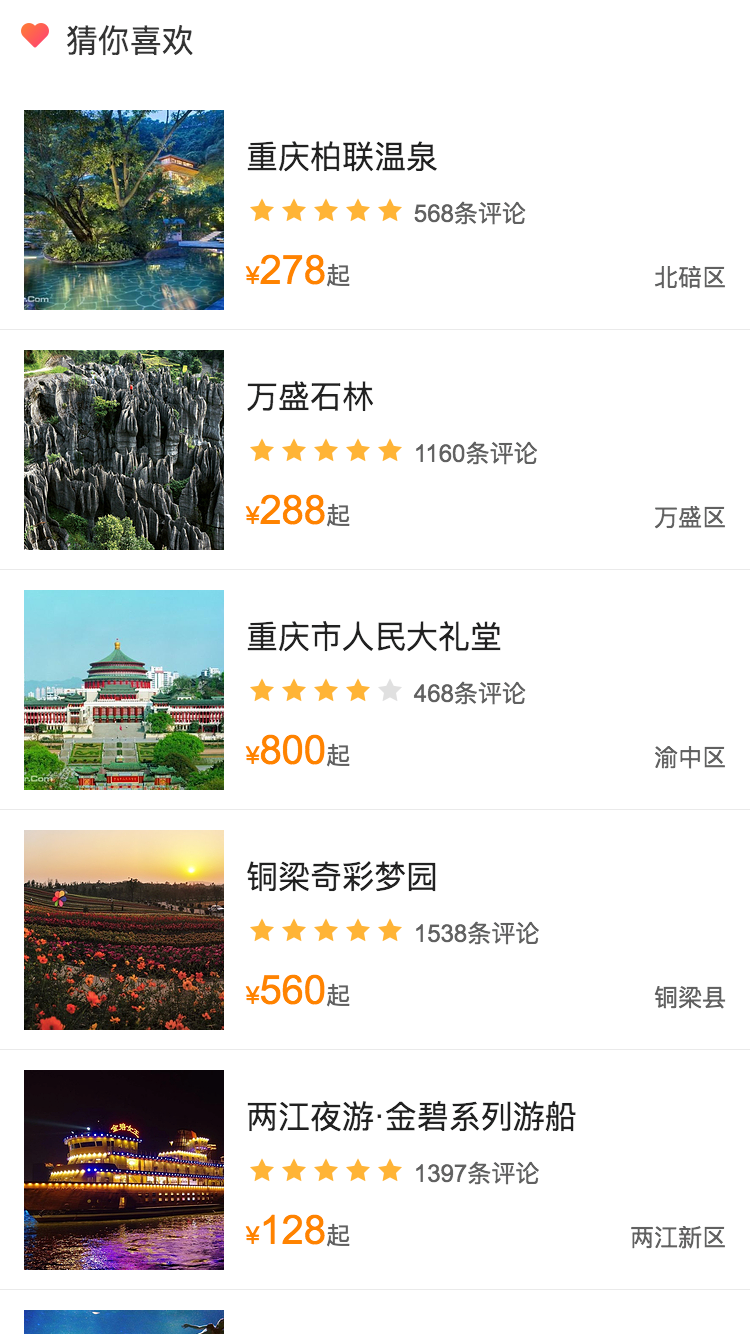 猜你喜欢
重庆柏联温泉
568条评论
¥278起
北碚区
.Com
万盛石林
1160条评论
¥288起
万盛区
重庆市人民大礼堂
468条评论
¥800起
渝中区
r.Com
铜梁奇彩梦园
1538条评论
¥560起
铜梁县
两江夜游·金碧系列游船
1397条评论
¥128起
两江新区